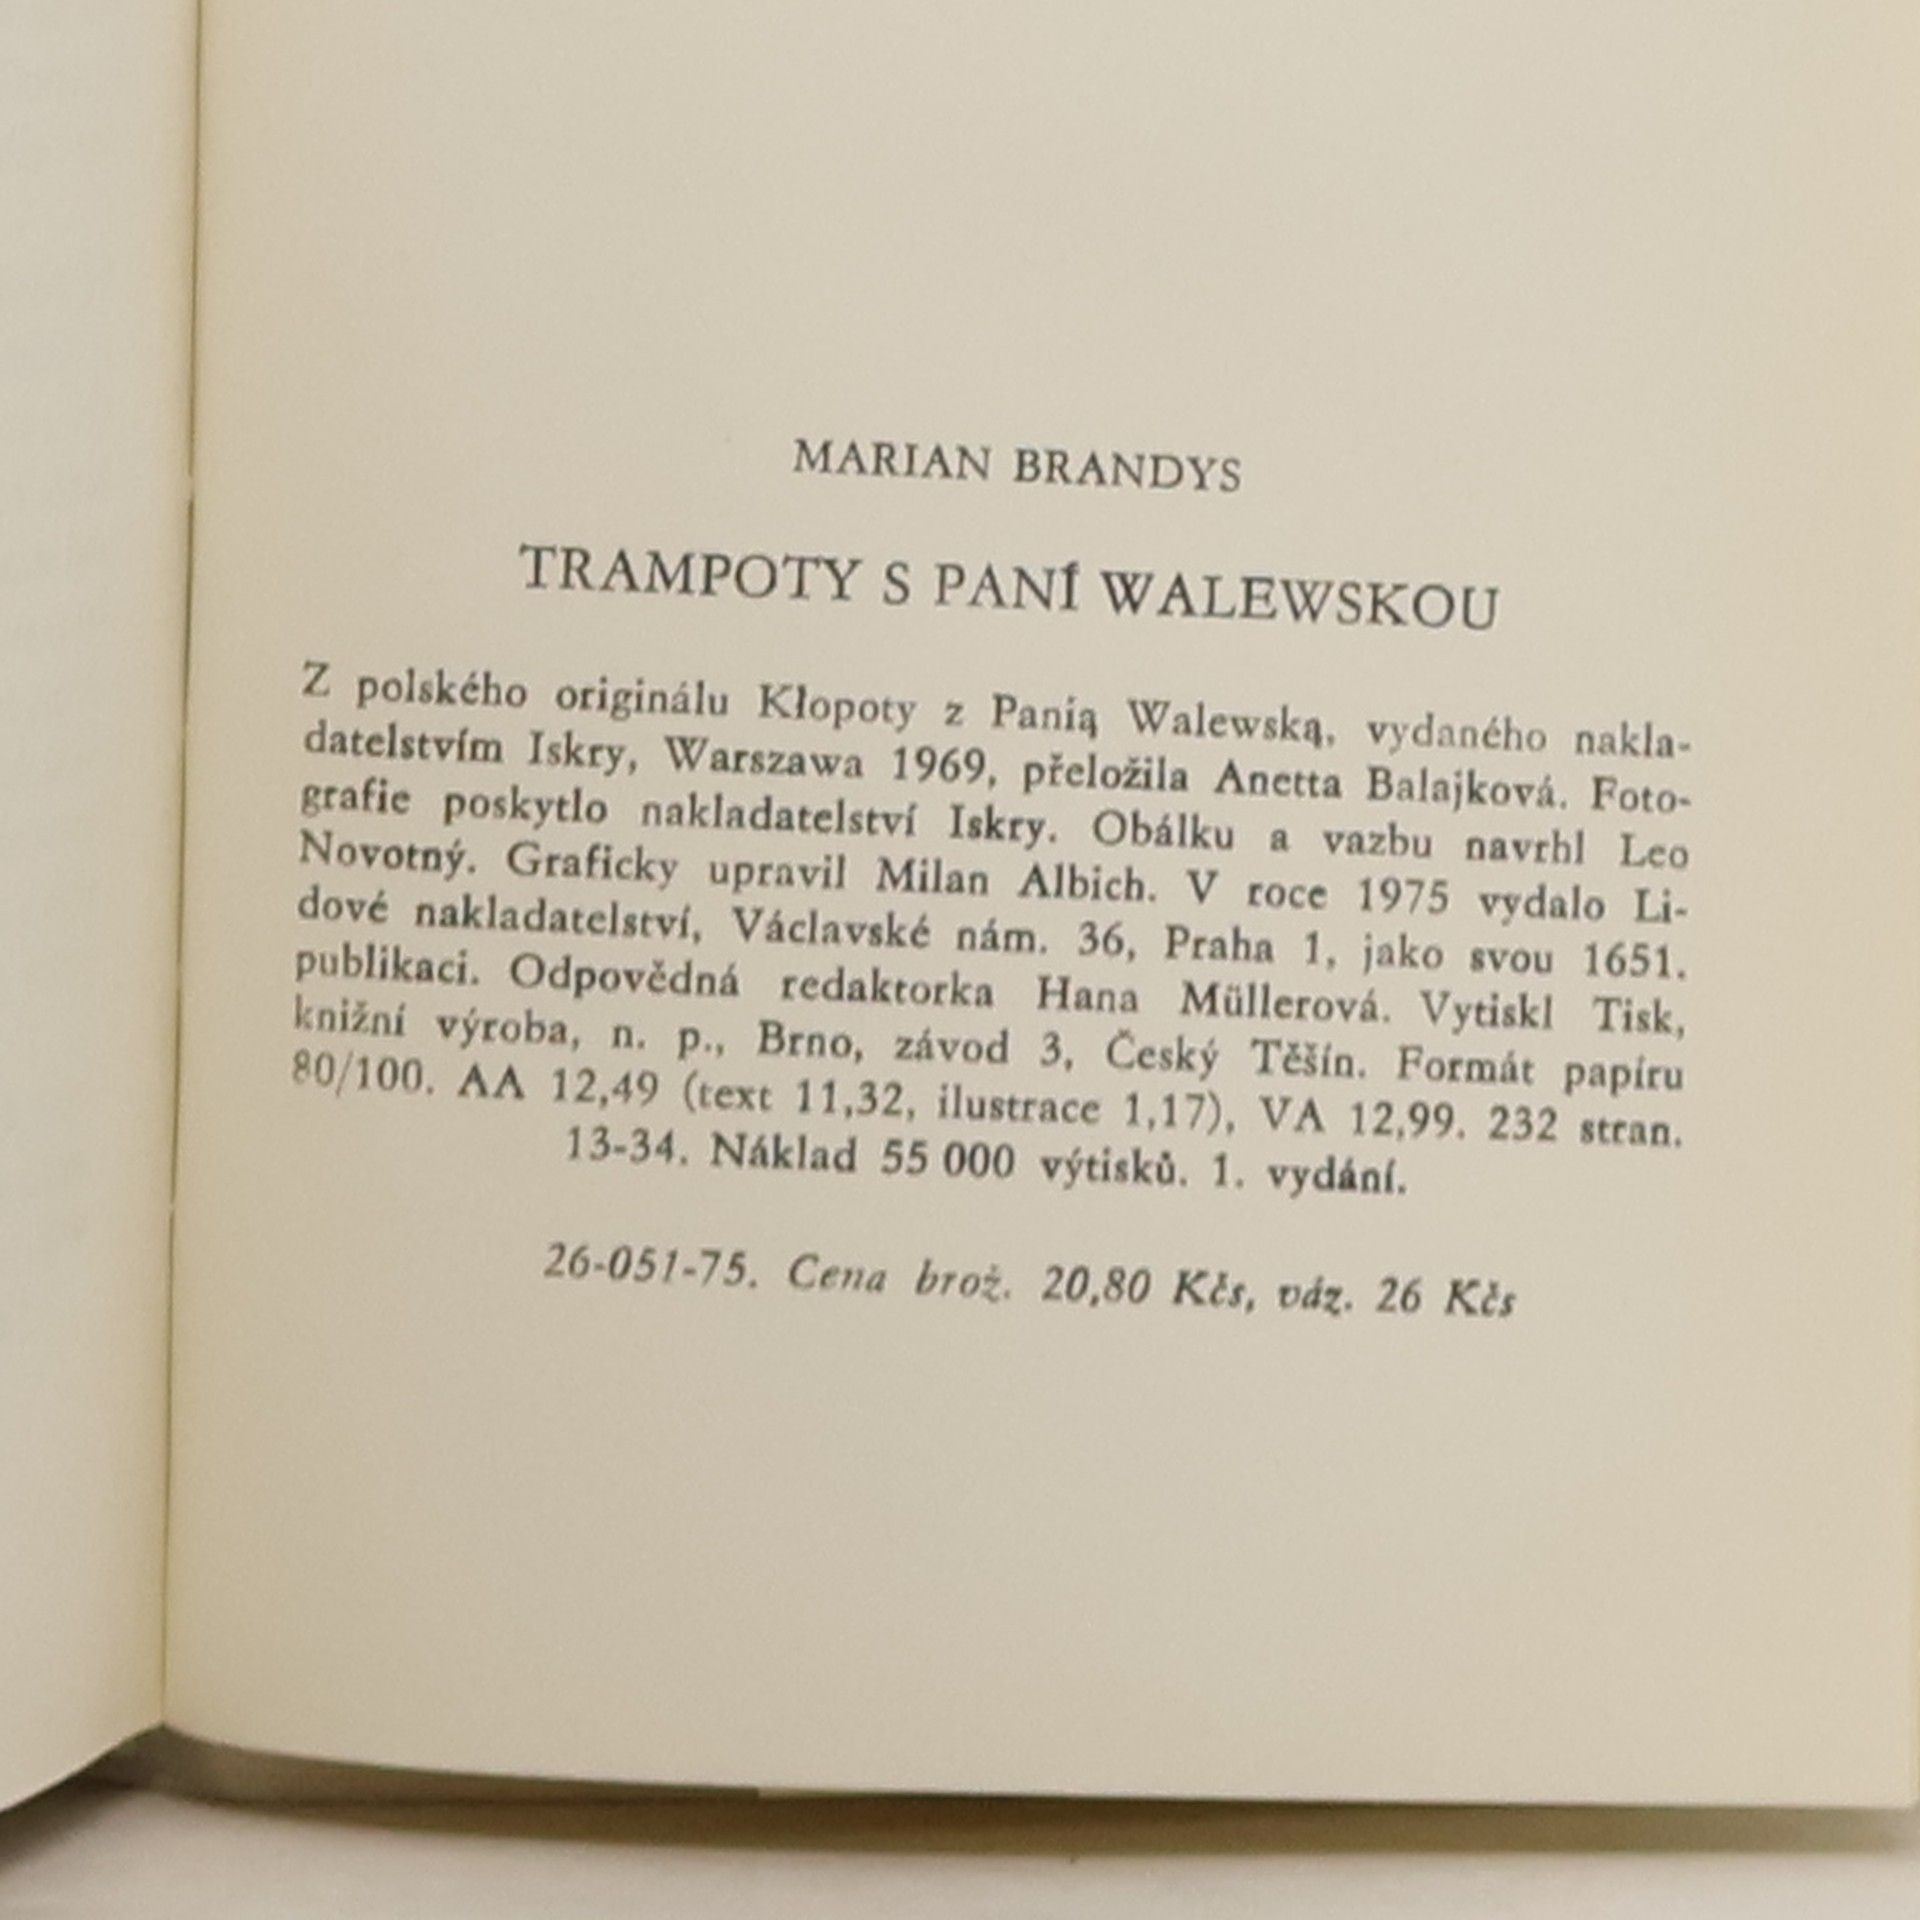 MARIAN BRANDYS
TRAMPOTY S PANÍ WALEWSKOU
Z polského originálu Kłopoty z Panią Walewską, vydaného nakla-
datelstvím Iskry, Warszawa 1969, přeložila Anetta Balajková. Foto-
grafie poskytlo nakladatelství Iskry. Obálku a vazbu navrhl Leo
Novotný. Graficky upravil Milan Albich. V roce 1975 vydalo Li-
dové nakladatelství, Václavské nám. 36, Praha 1, jako svou 1651.
publikaci. Odpovědná redaktorka Hana Müllerová. Vytiskl Tisk,
knižní výroba, n. p., Brno, závod 3, Český Těšín. Formát papíru
80/100. AA 12,49 (text 11,32, ilustrace 1,17), VA 12,99. 232 stran.
13-34. Náklad 55 000 výtisků. 1. vydání.
26-051-75. Cena brož. 20,80 Kčs, váz. 26 Kčs